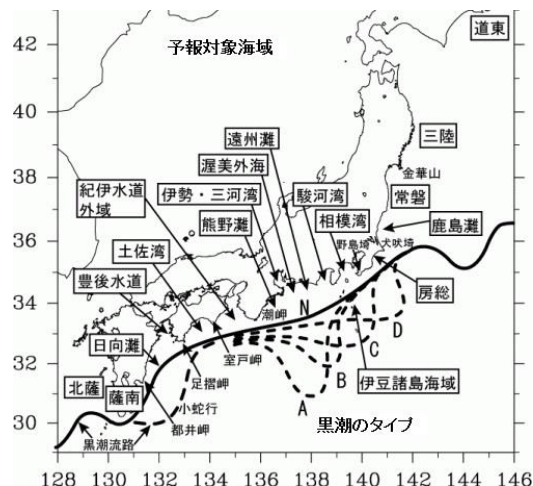 道東
予報対象海域
三陸
遠州灘
渥美外海
金華山
紀伊水道
外域
伊勢・三河湾
駿河湾
常磐
熊野灘
相模湾
鹿島灘
野島埼
犬吠埼
土佐湾
豊後水道
潮岬
N
房総
D
日向灘
室戸岬
C
B
伊豆諸島海域
足摺岬
北薩
薩南
小蛇行
A
都井岬
黒潮のタイプ
黒潮流路
42
40
38
36
34
32
30
128 130 132 134 136 138 140 142 144 146